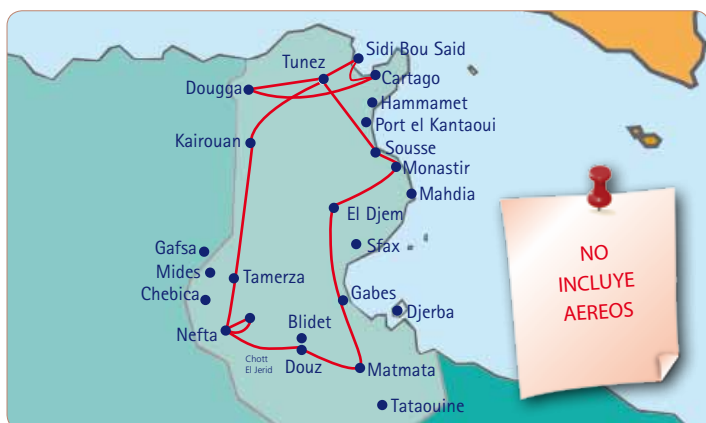 Sidi Bou Said
Tunez
Cartago
Dougga
Hammamet
Port el Kantaoui
Kairouan
Sousse
Monastir
Mahdia
El Djem
Sfax
Gafsa
Mides
Tamerza
Chebica
Gabes
Djerba
Nefta
Blidet
Chott
El Jerid
Douz
Matmata
Tataouine
NO
INCLUYE
AEREOS